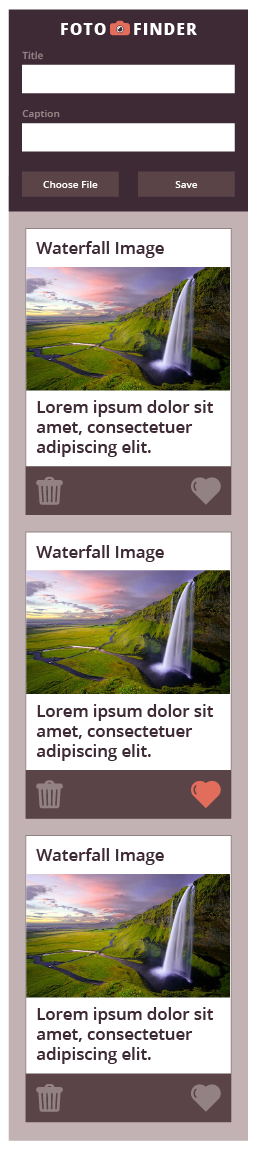 FOTO FINDER
Title
Caption
Choose File
Save
Waterfall Image
Lorem ipsum dolor sit
amet, consectetuer
adipiscing elit.
Waterfall Image
Lorem ipsum dolor sit
amet, consectetuer
adipiscing elit.
Waterfall Image
Lorem ipsum dolor sit
amet, consectetuer
adipiscing elit.